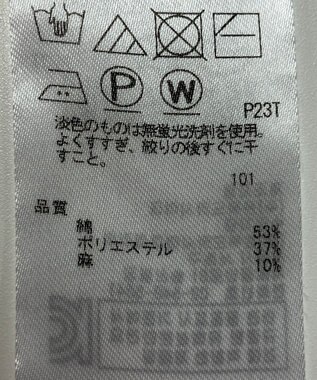 P
W
P23T
淡色のものは無蛍光洗剤を使用。
よくすすぎ、絞りの後すぐに干
すこと。
101
品質
綿 53%
ポリエステル 37%
麻 10%